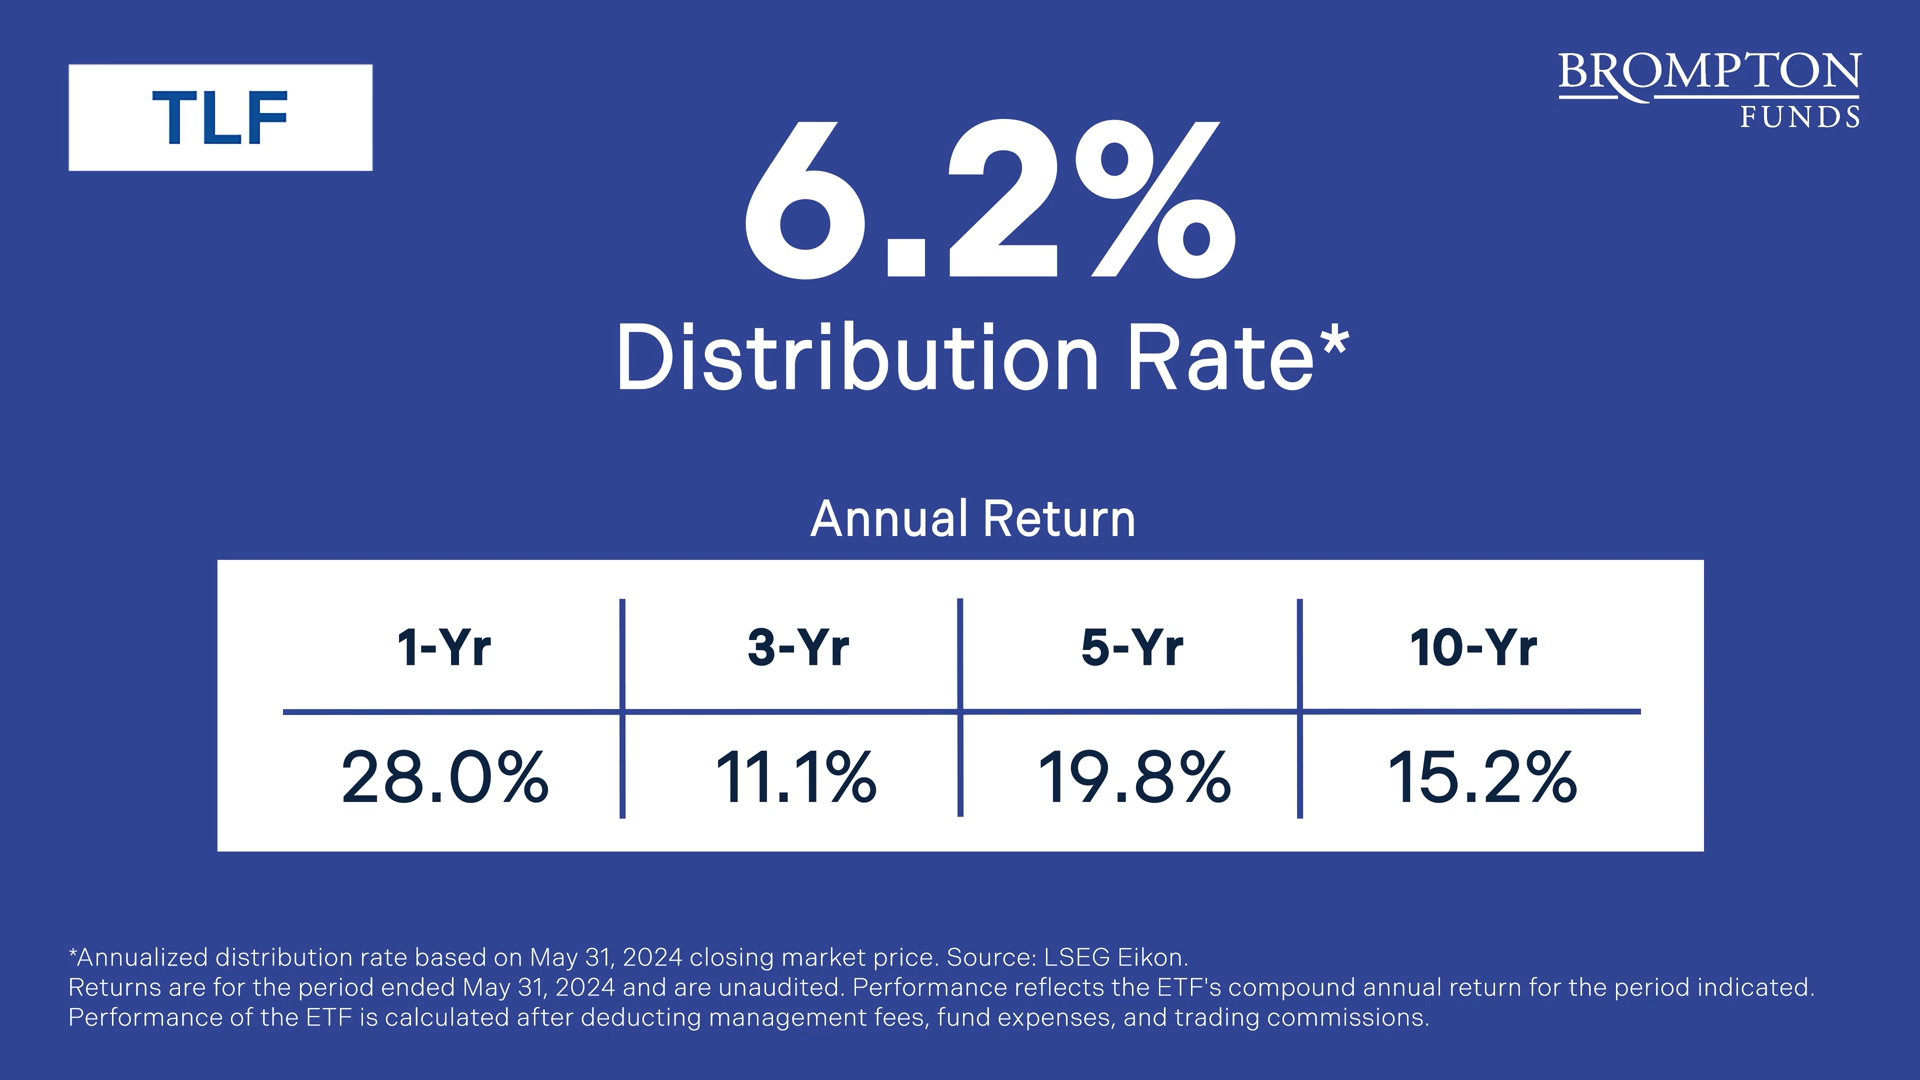 TLF
BROMPTON
FUNDS
6.2%
Distribution Rate*
Annual Return
1-Yr 3-Yr 5-Yr 10-Yr
28.0% 11.1% 19.8% 15.2%
*Annualized distribution rate based on May 31, 2024 closing market price. Source: LSEG Eikon.
Returns are for the period ended May 31, 2024 and are unaudited. Performance reflects the ETF's compound annual return for the period indicated.
Performance of the ETF is calculated after deducting management fees, fund expenses, and trading commissions.